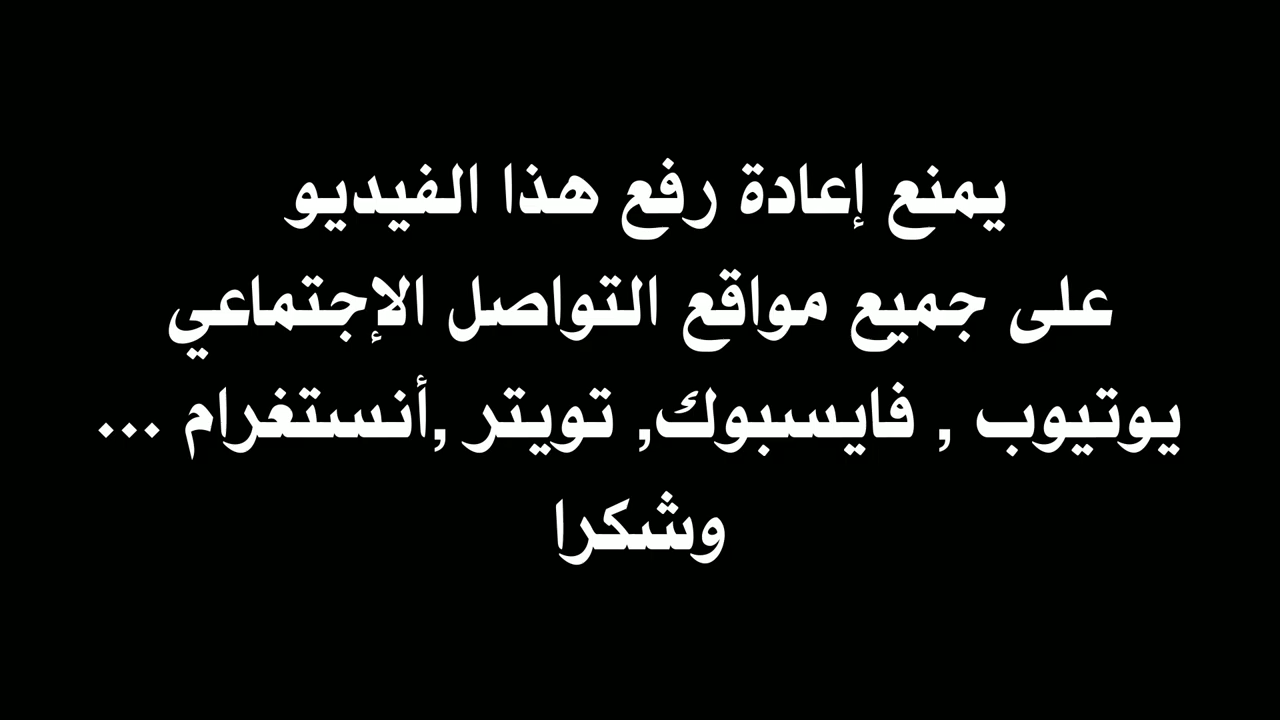 يمنع إعادة رفع هذا الفيديو
على جميع مواقع التواصل الإجتماعي
يوتيوب , فايسبوك, تويتر ,أنستغرام ...
وشكرا